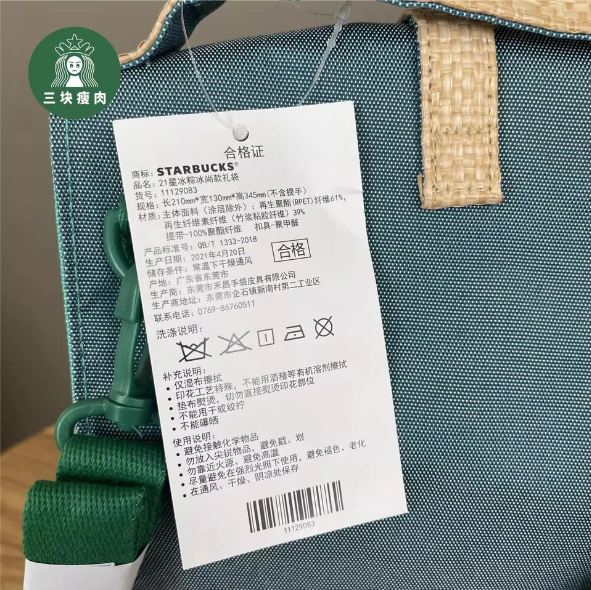 三块瘦肉
合格证
商标: STARBUCKS®
品名: 21星冰粽冰尚款礼袋
货号: 11129083
规格: 长210mm*宽130mm*高345mm(不含提手)
材质: 主体面料（涂层除外）: 再生聚酯(RPET)纤维61%,
再生纤维素纤维（竹浆粘胶纤维）39%
提带-100%聚酯纤维 扣具-聚甲醛
产品标准号: QB/T 1333-2018
生产日期: 2021年4月20日
合格
储存条件: 常温下干燥通风
产地: 广东省东莞市
生产商: 东莞市禾昌手袋皮具有限公司
生产商地址: 东莞市企石镇新南村第二工业区
联系电话: 0769-86760511
洗涤说明:
补充说明:
• 仅湿布擦拭
• 印花工艺特殊，不能用酒精等有机溶剂擦拭
• 垫布熨烫，切勿直接熨烫印花部位
• 不能甩干或绞拧
• 不能曝晒
使用说明:
• 避免接触化学物品
• 勿放入尖锐物品，避免戳、划
• 勿靠近火源、避免高温
• 尽量避免在强烈光照下使用，避免褪色、老化
• 在通风、干燥、阴凉处保存
11129083